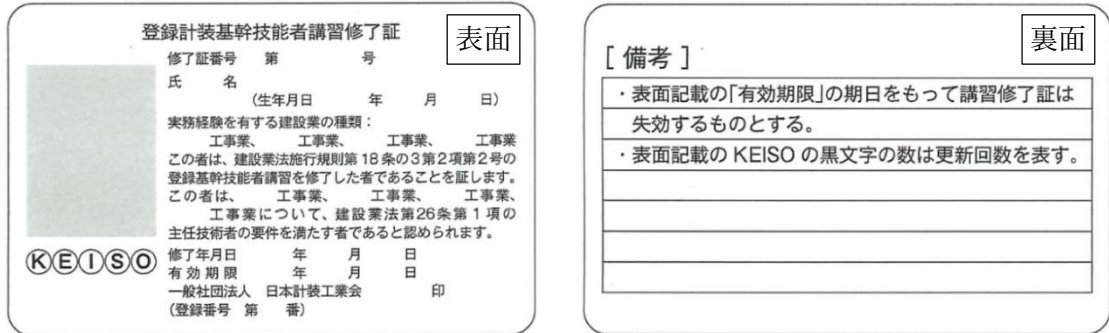 登録計装基幹技能者講習修了証
表面
修了証番号 第 号
氏 名
(生年月日 年 月 日)
実務経験を有する建設業の種類：
工事業、 工事業、 工事業、 工事業
この者は、建設業法施行規則第18条の3第2項第2号の
登録基幹技能者講習を修了した者であることを証します。
この者は、 工事業、 工事業、 工事業、
工事業について、建設業法第26条第1項の
主任技術者の要件を満たす者であると認められます。
KEISO
修了年月日 年 月 日
有効期限 年 月 日
一般社団法人 日本計装工業会 印
(登録番号 第 番)
裏面
[ 備考 ]
・表面記載の「有効期限」の期日をもって講習修了証は
失効するものとする。
・表面記載の KEISO の黒文字の数は更新回数を表す。